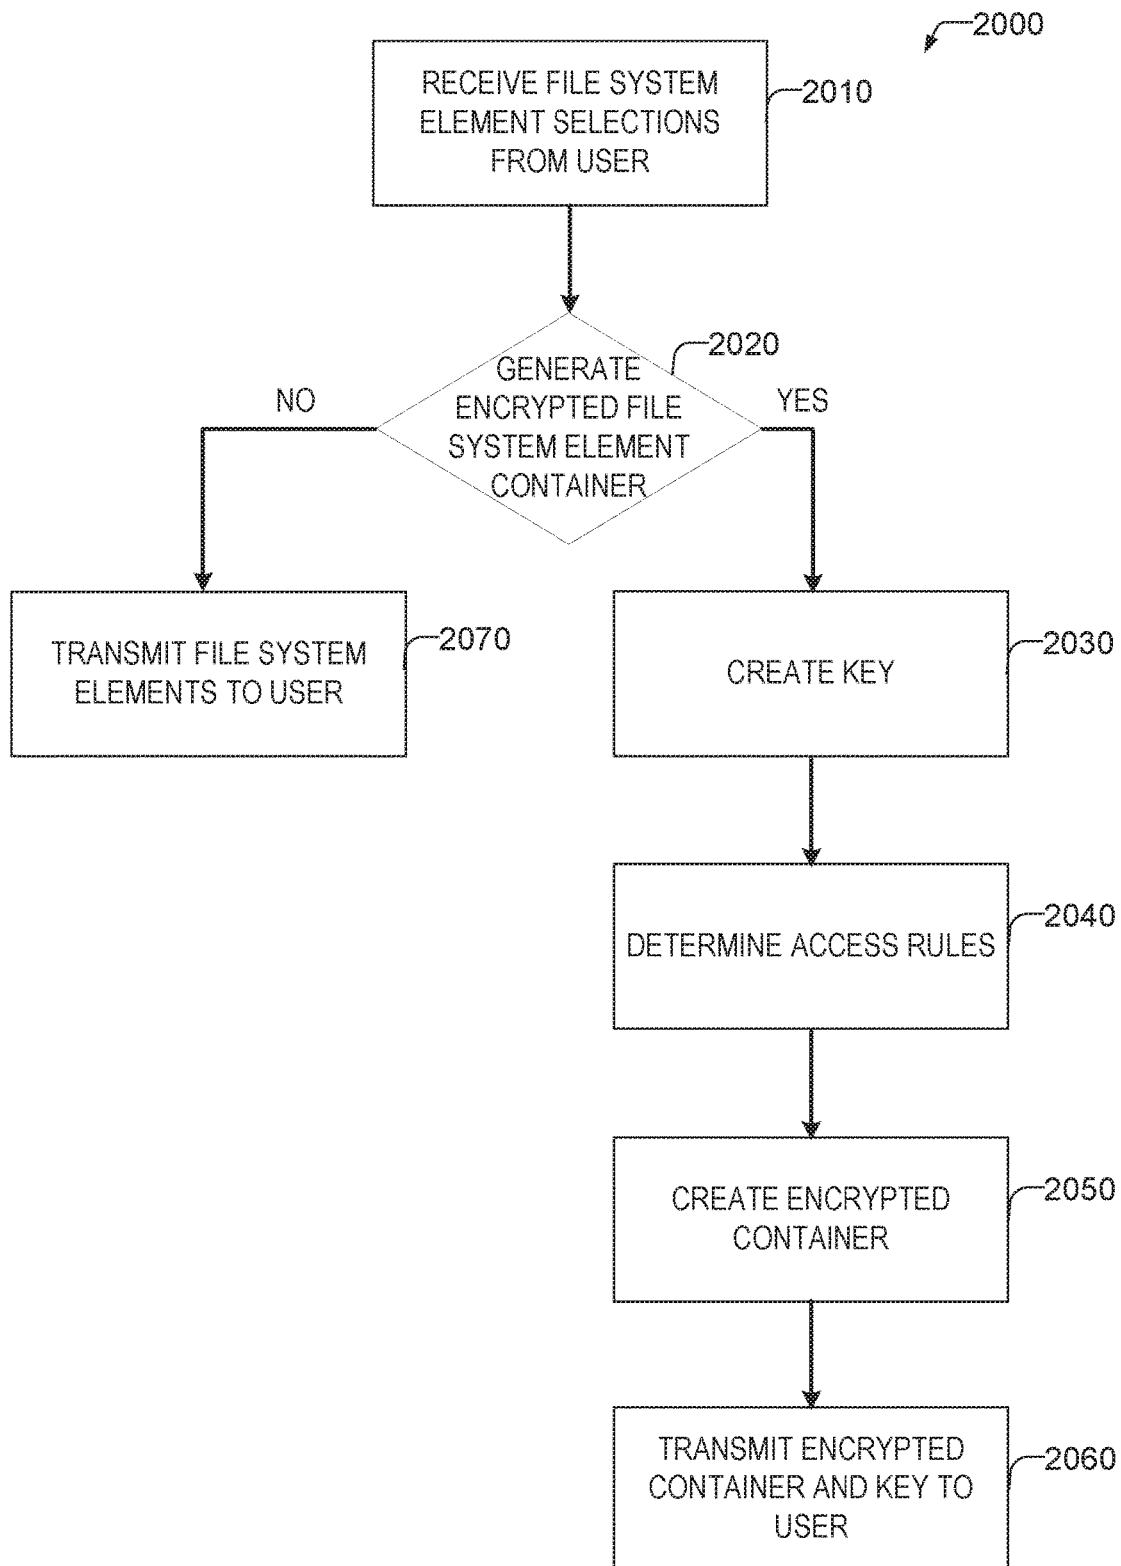 2000
RECEIVE FILE SYSTEM
ELEMENT SELECTIONS
FROM USER
2010
GENERATE
ENCRYPTED FILE
SYSTEM ELEMENT
CONTAINER
2020
NO
YES
TRANSMIT FILE SYSTEM
ELEMENTS TO USER
2070
CREATE KEY
2030
DETERMINE ACCESS RULES
2040
CREATE ENCRYPTED
CONTAINER
2050
TRANSMIT ENCRYPTED
CONTAINER AND KEY TO
USER
2060